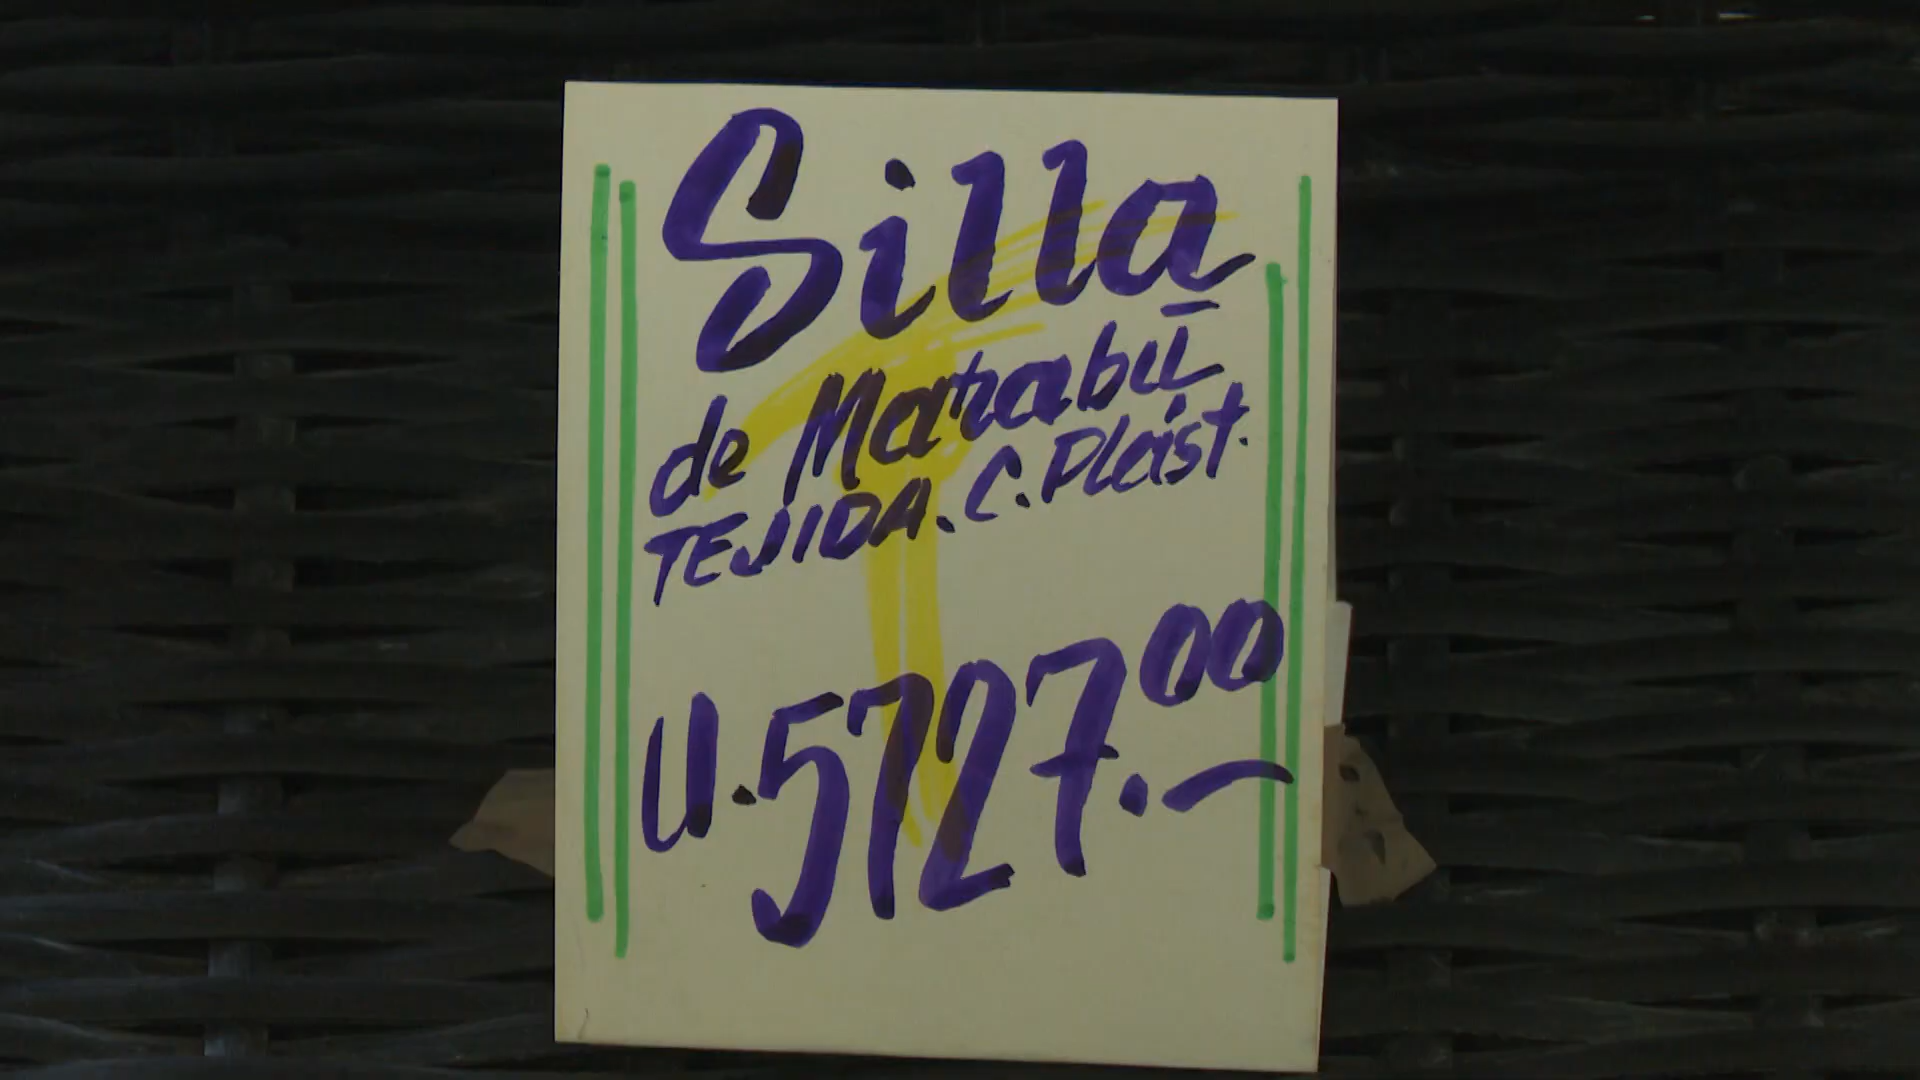 Silla
de Marabú
TEJIDA. C. Plást.
U. 5727.00